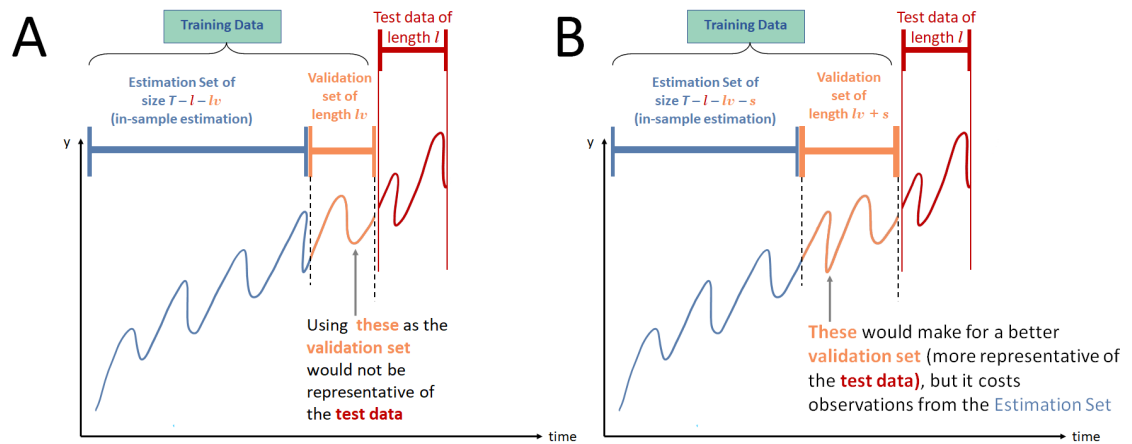 A
Training Data
Test data of
length l
Estimation Set of
size T – l – lv
(in-sample estimation)
Validation
set of
length lv
y
Using these as the
validation set
would not be
representative of
the test data
time
B
Training Data
Test data of
length l
Estimation Set of
size T – l – lv – s
(in-sample estimation)
Validation
set of
length lv + s
y
These would make for a better
validation set (more representative of
the test data), but it costs
observations from the Estimation Set
time